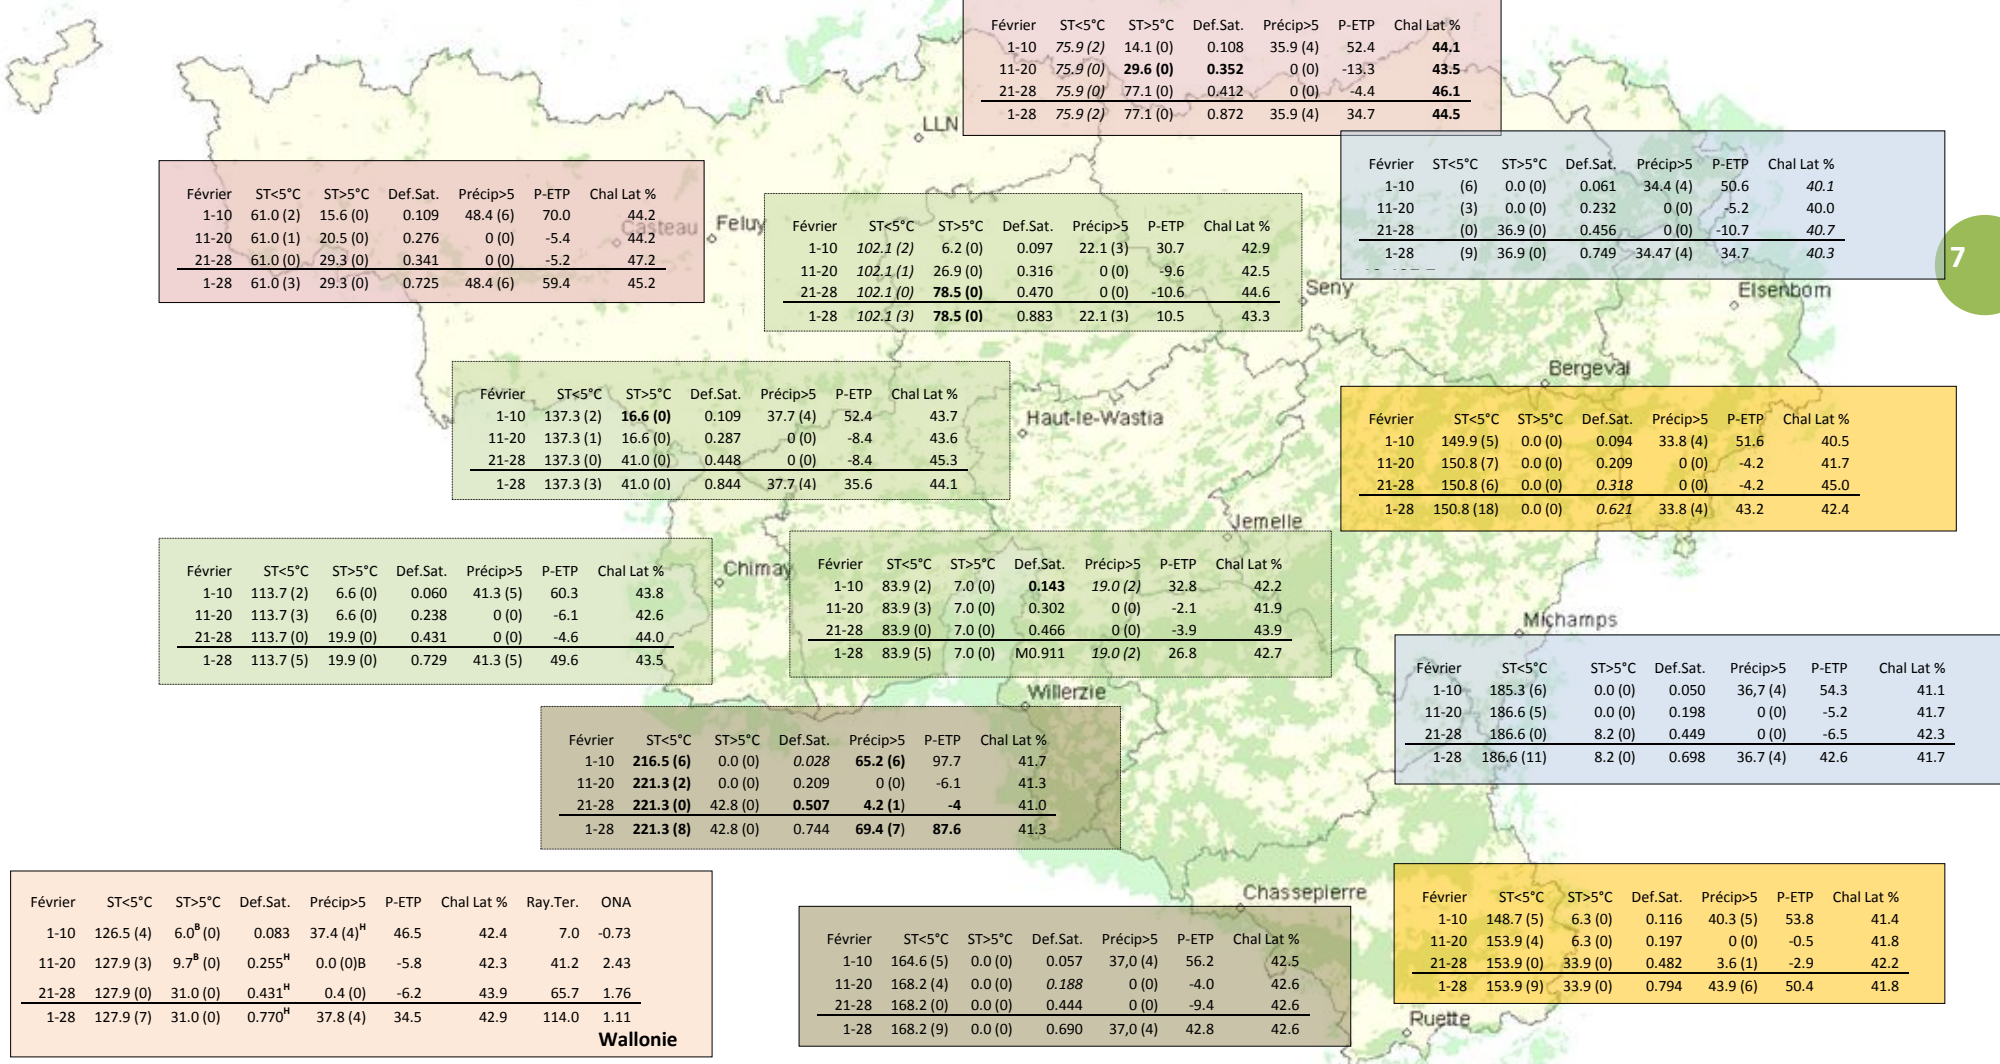 Février ST<5°C ST>5°C Def.Sat. Précip>5 P-ETP Chal Lat %
1-10 75.9 (2) 14.1 (0) 0.108 35.9 (4) 52.4 44.1
11-20 75.9 (0) 29.6 (0) 0.352 0 (0) -13.3 43.5
21-28 75.9 (0) 77.1 (0) 0.412 0 (0) -4.4 46.1
1-28 75.9 (2) 77.1 (0) 0.872 35.9 (4) 34.7 44.5
LLN
Février ST<5°C ST>5°C Def.Sat. Précip>5 P-ETP Chal Lat %
1-10 (6) 0.0 (0) 0.061 34.4 (4) 50.6 40.1
11-20 (3) 0.0 (0) 0.232 0 (0) -5.2 40.0
21-28 (0) 36.9 (0) 0.456 0 (0) -10.7 40.7
1-28 (9) 36.9 (0) 0.749 34.47 (4) 34.7 40.3
7
Février ST<5°C ST>5°C Def.Sat. Précip>5 P-ETP Chal Lat %
1-10 61.0 (2) 15.6 (0) 0.109 48.4 (6) 70.0 44.2
11-20 61.0 (1) 20.5 (0) 0.276 0 (0) -5.4 44.2
21-28 61.0 (0) 29.3 (0) 0.341 0 (0) -5.2 47.2
1-28 61.0 (3) 29.3 (0) 0.725 48.4 (6) 59.4 45.2
Casteau
Feluy
Février ST<5°C ST>5°C Def.Sat. Précip>5 P-ETP Chal Lat %
1-10 102.1 (2) 6.2 (0) 0.097 22.1 (3) 30.7 42.9
11-20 102.1 (1) 26.9 (0) 0.316 0 (0) -9.6 42.5
21-28 102.1 (0) 78.5 (0) 0.470 0 (0) -10.6 44.6
1-28 102.1 (3) 78.5 (0) 0.883 22.1 (3) 10.5 43.3
Seny
Elsenborn
Bergeval
Février ST<5°C ST>5°C Def.Sat. Précip>5 P-ETP Chal Lat %
1-10 137.3 (2) 16.6 (0) 0.109 37.7 (4) 52.4 43.7
11-20 137.3 (1) 16.6 (0) 0.287 0 (0) -8.4 43.6
21-28 137.3 (0) 41.0 (0) 0.448 0 (0) -8.4 45.3
1-28 137.3 (3) 41.0 (0) 0.844 37.7 (4) 35.6 44.1
Haut-le-Wastia
Février ST<5°C ST>5°C Def.Sat. Précip>5 P-ETP Chal Lat %
1-10 149.9 (5) 0.0 (0) 0.094 33.8 (4) 51.6 40.5
11-20 150.8 (7) 0.0 (0) 0.209 0 (0) -4.2 41.7
21-28 150.8 (6) 0.0 (0) 0.318 0 (0) -4.2 45.0
1-28 150.8 (18) 0.0 (0) 0.621 33.8 (4) 43.2 42.4
Jemelle
Février ST<5°C ST>5°C Def.Sat. Précip>5 P-ETP Chal Lat %
1-10 113.7 (2) 6.6 (0) 0.060 41.3 (5) 60.3 43.8
11-20 113.7 (3) 6.6 (0) 0.238 0 (0) -6.1 42.6
21-28 113.7 (0) 19.9 (0) 0.431 0 (0) -4.6 44.0
1-28 113.7 (5) 19.9 (0) 0.729 41.3 (5) 49.6 43.5
Chimay
Février ST<5°C ST>5°C Def.Sat. Précip>5 P-ETP Chal Lat %
1-10 83.9 (2) 7.0 (0) 0.143 19.0 (2) 32.8 42.2
11-20 83.9 (3) 7.0 (0) 0.302 0 (0) -2.1 41.9
21-28 83.9 (0) 7.0 (0) 0.466 0 (0) -3.9 43.9
1-28 83.9 (5) 7.0 (0) M0.911 19.0 (2) 26.8 42.7
Michamps
Février ST<5°C ST>5°C Def.Sat. Précip>5 P-ETP Chal Lat %
1-10 185.3 (6) 0.0 (0) 0.050 36,7 (4) 54.3 41.1
11-20 186.6 (5) 0.0 (0) 0.198 0 (0) -5.2 41.7
21-28 186.6 (0) 8.2 (0) 0.449 0 (0) -6.5 42.3
1-28 186.6 (11) 8.2 (0) 0.698 36.7 (4) 42.6 41.7
Willerzie
Février ST<5°C ST>5°C Def.Sat. Précip>5 P-ETP Chal Lat %
1-10 216.5 (6) 0.0 (0) 0.028 65.2 (6) 97.7 41.7
11-20 221.3 (2) 0.0 (0) 0.209 0 (0) -6.1 41.3
21-28 221.3 (0) 42.8 (0) 0.507 4.2 (1) -4 41.0
1-28 221.3 (8) 42.8 (0) 0.744 69.4 (7) 87.6 41.3
Février ST<5°C ST>5°C Def.Sat. Précip>5 P-ETP Chal Lat % Ray.Ter. ONA
1-10 126.5 (4) 6.0B (0) 0.083 37.4 (4)H 46.5 42.4 7.0 -0.73
11-20 127.9 (3) 9.7B (0) 0.255H 0.0 (0)B -5.8 42.3 41.2 2.43
21-28 127.9 (0) 31.0 (0) 0.431H 0.4 (0) -6.2 43.9 65.7 1.76
1-28 127.9 (7) 31.0 (0) 0.770H 37.8 (4) 34.5 42.9 114.0 1.11
Wallonie
Chassepierre
Février ST<5°C ST>5°C Def.Sat. Précip>5 P-ETP Chal Lat %
1-10 164.6 (5) 0.0 (0) 0.057 37,0 (4) 56.2 42.5
11-20 168.2 (4) 0.0 (0) 0.188 0 (0) -4.0 42.6
21-28 168.2 (0) 0.0 (0) 0.444 0 (0) -9.4 42.6
1-28 168.2 (9) 0.0 (0) 0.690 37,0 (4) 42.8 42.6
Février ST<5°C ST>5°C Def.Sat. Précip>5 P-ETP Chal Lat %
1-10 148.7 (5) 6.3 (0) 0.116 40.3 (5) 53.8 41.4
11-20 153.9 (4) 6.3 (0) 0.197 0 (0) -0.5 41.8
21-28 153.9 (0) 33.9 (0) 0.482 3.6 (1) -2.9 42.2
1-28 153.9 (9) 33.9 (0) 0.794 43.9 (6) 50.4 41.8
Ruette